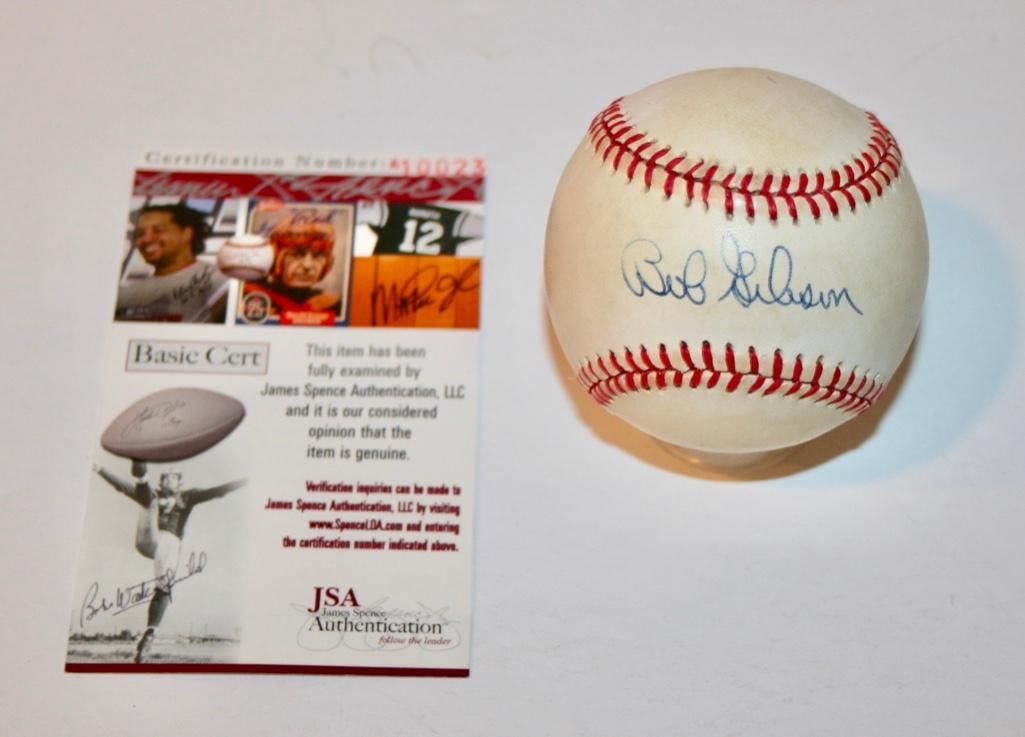 Certification Number: A10023
12
Basic Cert
This item has been
fully examined by
James Spence Authentication, LLC
and it is our considered
opinion that the
item is genuine.
Verification inquiries can be made to
James Spence Authentication, LLC by visiting
www.SpenceLOA.com and entering
the certification number indicated above.
Bob Waterfield
JSA
James Spence
Authentication
follow the leader
Bob Gibson